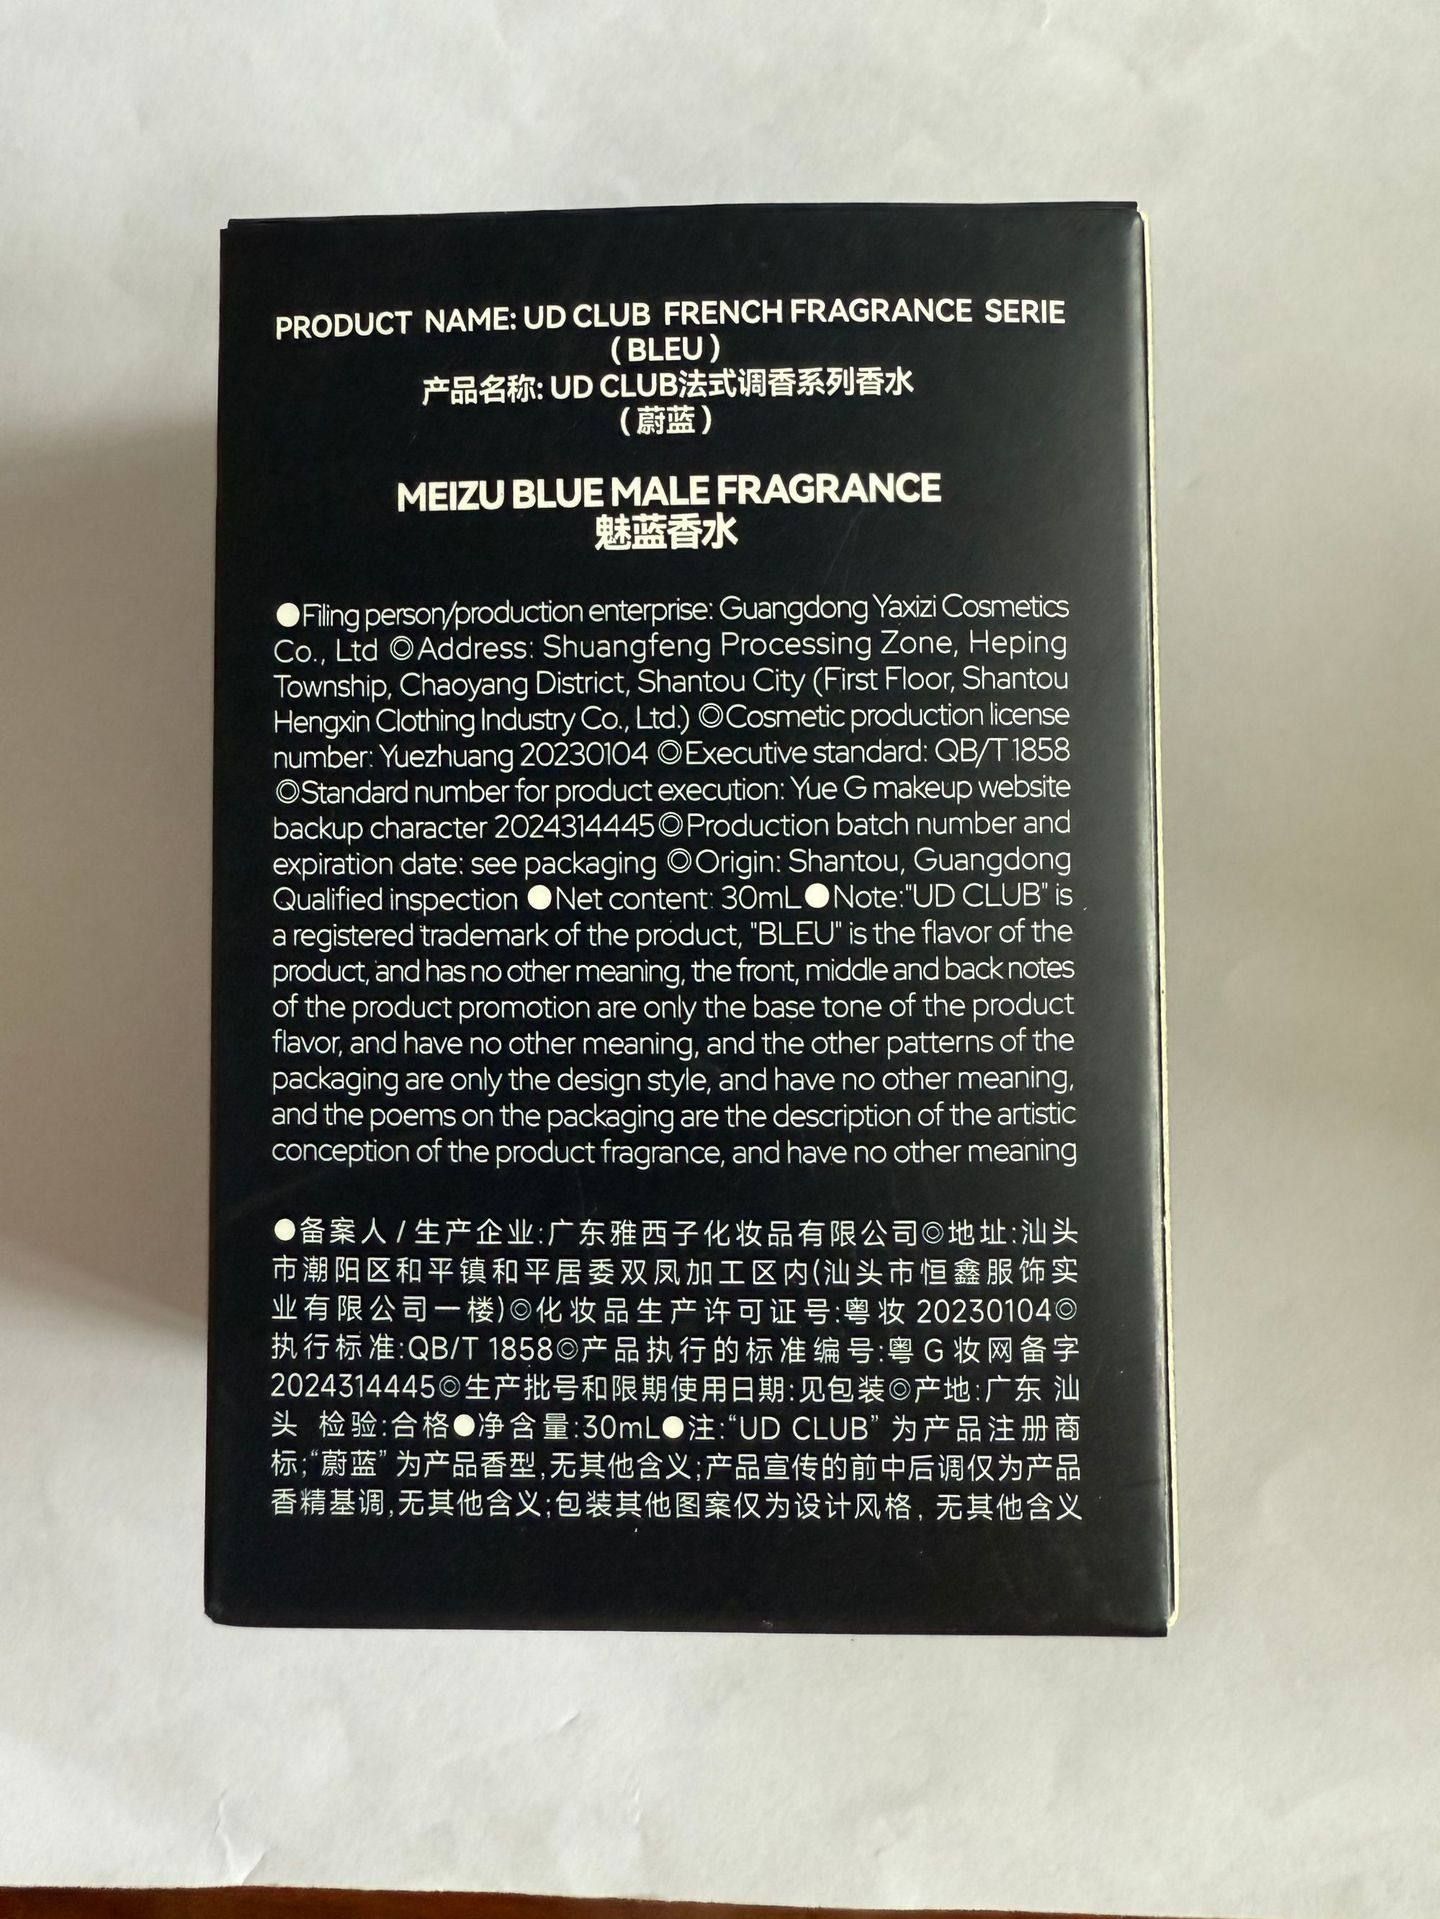 PRODUCT NAME: UD CLUB FRENCH FRAGRANCE SERIE
( BLEU )
产品名称: UD CLUB法式调香系列香水
( 蔚蓝 )
MEIZU BLUE MALE FRAGRANCE
魅蓝香水
●Filing person/production enterprise: Guangdong Yaxizi Cosmetics
Co., Ltd ◎Address: Shuangfeng Processing Zone, Heping
Township, Chaoyang District, Shantou City (First Floor, Shantou
Hengxin Clothing Industry Co., Ltd.) ◎Cosmetic production license
number: Yuezhuang 20230104 ◎Executive standard: QB/T 1858
◎Standard number for product execution: Yue G makeup website
backup character 2024314445◎Production batch number and
expiration date: see packaging ◎Origin: Shantou, Guangdong
Qualified inspection ●Net content: 30mL●Note:"UD CLUB" is
a registered trademark of the product, "BLEU" is the flavor of the
product, and has no other meaning, the front, middle and back notes
of the product promotion are only the base tone of the product
flavor, and have no other meaning, and the other patterns of the
packaging are only the design style, and have no other meaning,
and the poems on the packaging are the description of the artistic
conception of the product fragrance, and have no other meaning
●备案人/生产企业:广东雅西子化妆品有限公司◎地址:汕头
市潮阳区和平镇和平居委双凤加工区内(汕头市恒鑫服饰实
业有限公司一楼)◎化妆品生产许可证号:粤妆 20230104◎
执行标准:QB/T 1858◎产品执行的标准编号:粤G妆网备字
2024314445◎生产批号和限期使用日期:见包装◎产地:广东 汕
头 检验:合格●净含量:30mL●注:“UD CLUB” 为产品注册商
标;“蔚蓝” 为产品香型,无其他含义;产品宣传的前中后调仅为产品
香精基调,无其他含义;包装其他图案仅为设计风格, 无其他含义